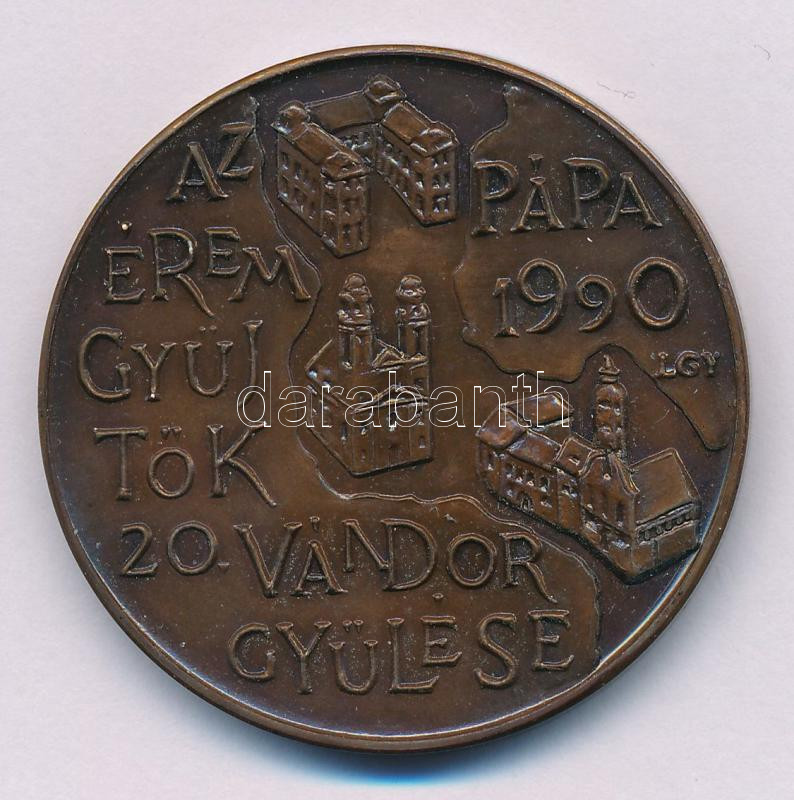 AZ
ÉREM
GYŰJ
TŐK
20. VÁNDOR
GYŰLÉSE
PÁPA
1990
LGY
darabanth